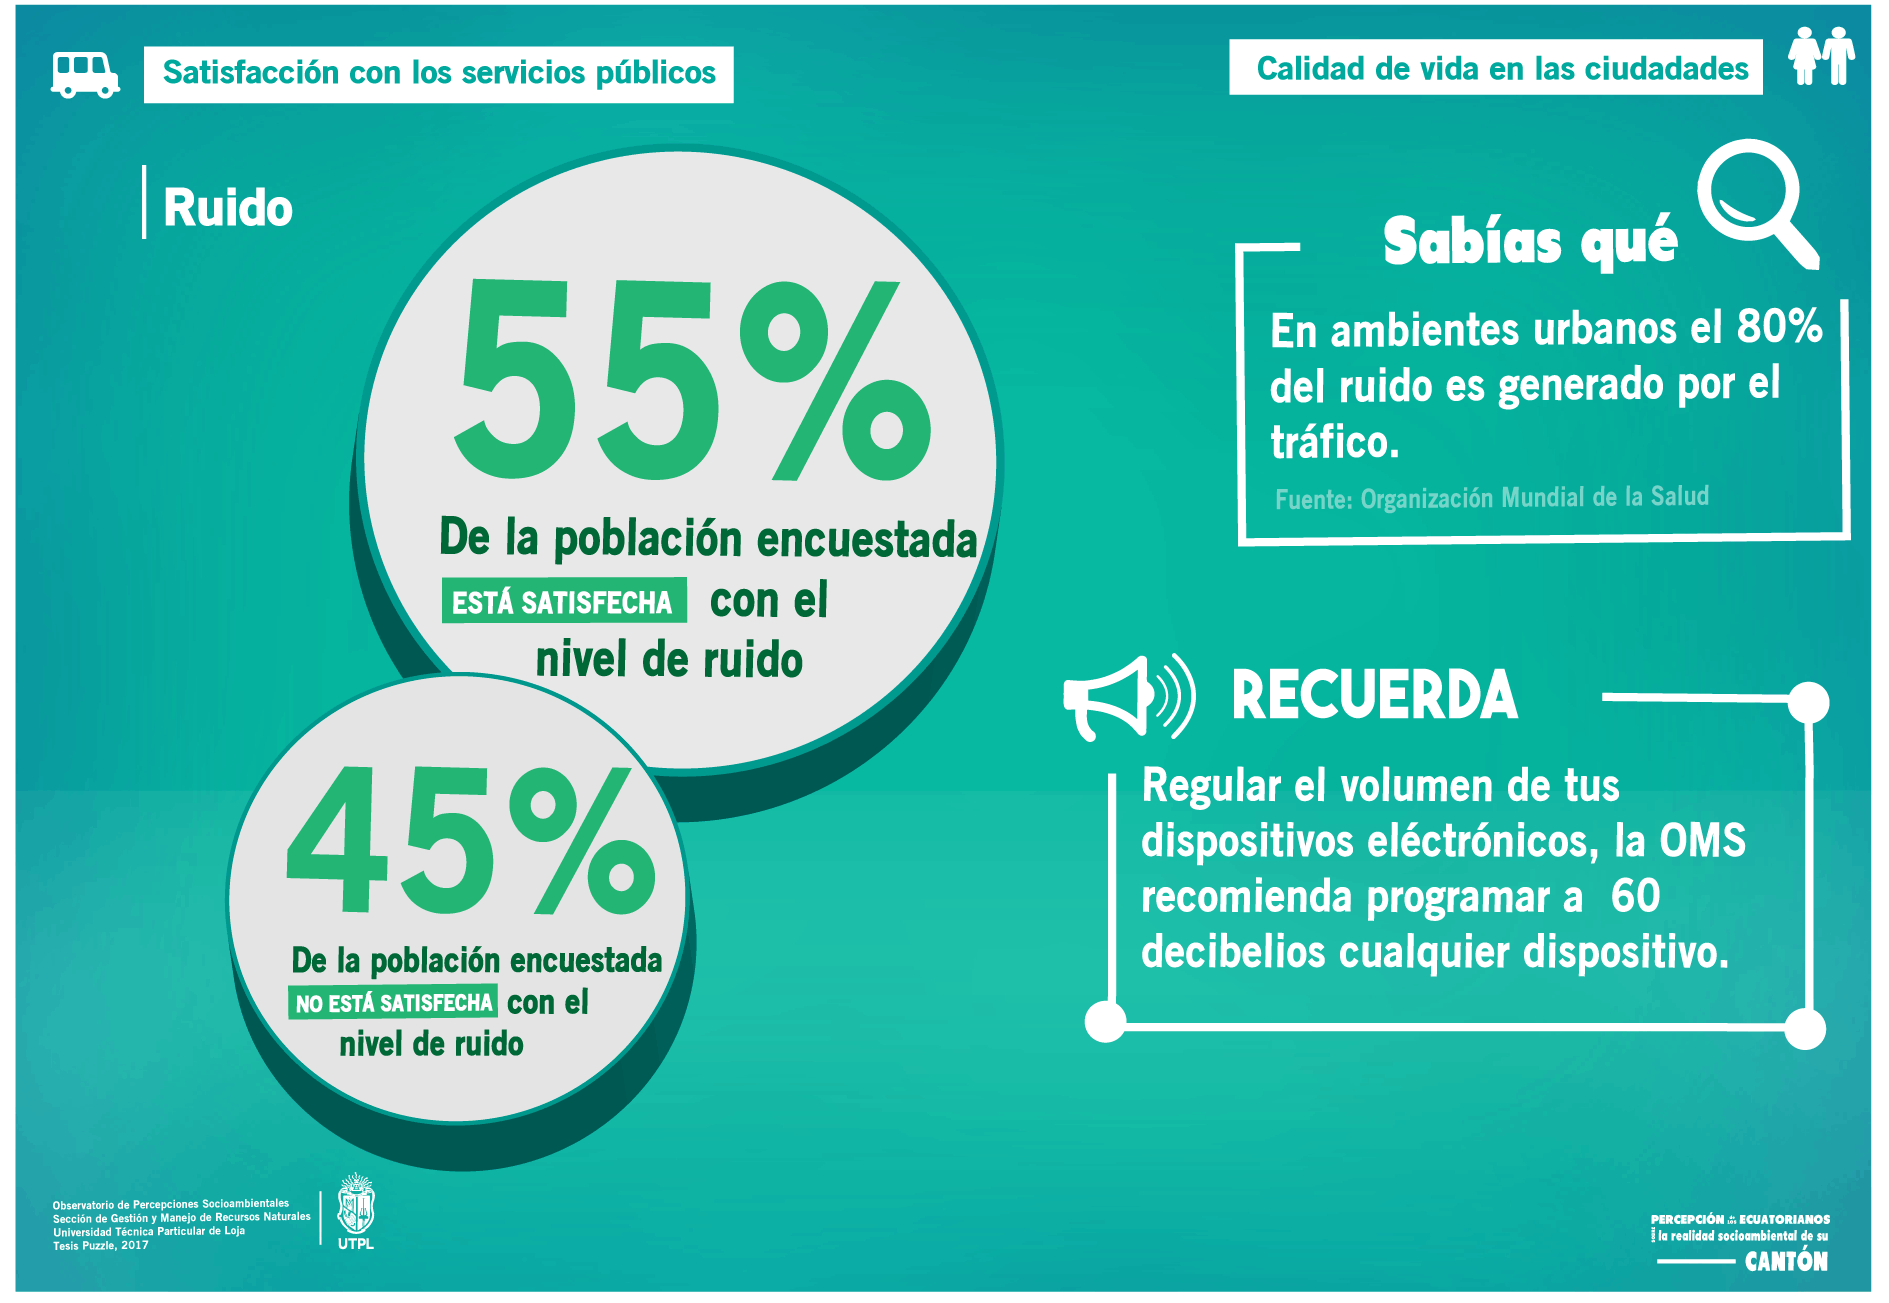 Satisfacción con los servicios públicos
Calidad de vida en las ciudadades
Ruido
55%
De la población encuestada
ESTÁ SATISFECHA con el
nivel de ruido
45%
De la población encuestada
NO ESTÁ SATISFECHA con el
nivel de ruido
Sabías qué
En ambientes urbanos el 80%
del ruido es generado por el
tráfico.
Fuente: Organización Mundial de la Salud
RECUERDA
Regular el volumen de tus
dispositivos eléctrónicos, la OMS
recomienda programar a 60
decibelios cualquier dispositivo.
Observatorio de Percepciones Socioambientales
Sección de Gestión y Manejo de Recursos Naturales
Universidad Técnica Particular de Loja
Tesis Puzzle, 2017
UTPL
PERCEPCIÓN de los ECUATORIANOS
SOBRE la realidad socioambiental de su
CANTÓN